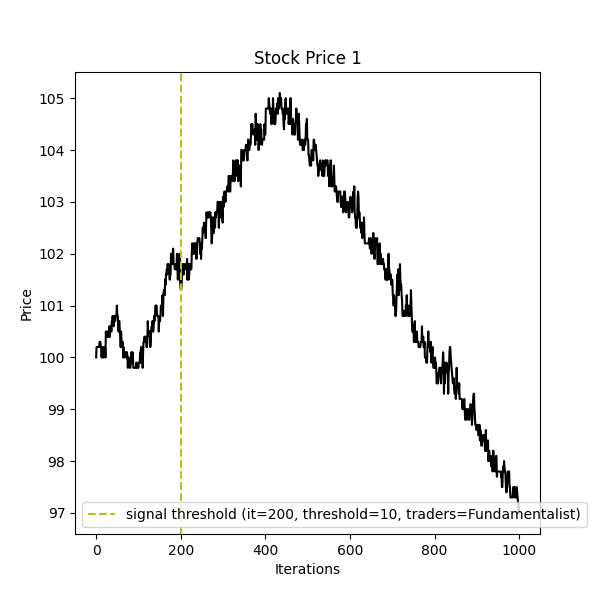 Stock Price 1
105
104
103
102
101
100
99
98
97
Price
signal threshold (it=200, threshold=10, traders=Fundamentalist)
0 200 400 600 800 1000
Iterations